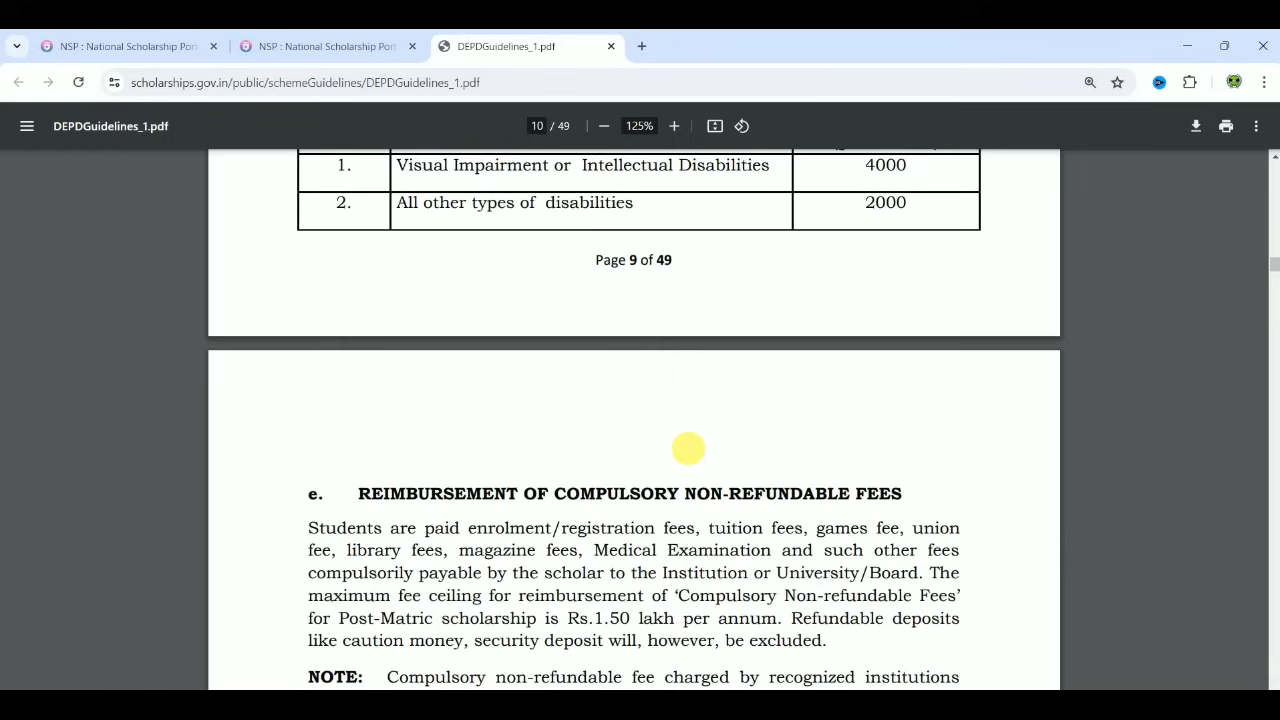 NSP : National Scholarship Por
NSP : National Scholarship Port
DEPDGuidelines_1.pdf
scholarships.gov.in/public/schemeGuidelines/DEPDGuidelines_1.pdf
DEPDGuidelines_1.pdf
10 / 49
125%
1. Visual Impairment or Intellectual Disabilities 4000
2. All other types of disabilities 2000
Page 9 of 49
e. REIMBURSEMENT OF COMPULSORY NON-REFUNDABLE FEES
Students are paid enrolment/registration fees, tuition fees, games fee, union
fee, library fees, magazine fees, Medical Examination and such other fees
compulsorily payable by the scholar to the Institution or University/Board. The
maximum fee ceiling for reimbursement of ‘Compulsory Non-refundable Fees’
for Post-Matric scholarship is Rs.1.50 lakh per annum. Refundable deposits
like caution money, security deposit will, however, be excluded.
NOTE: Compulsory non-refundable fee charged by recognized institutions